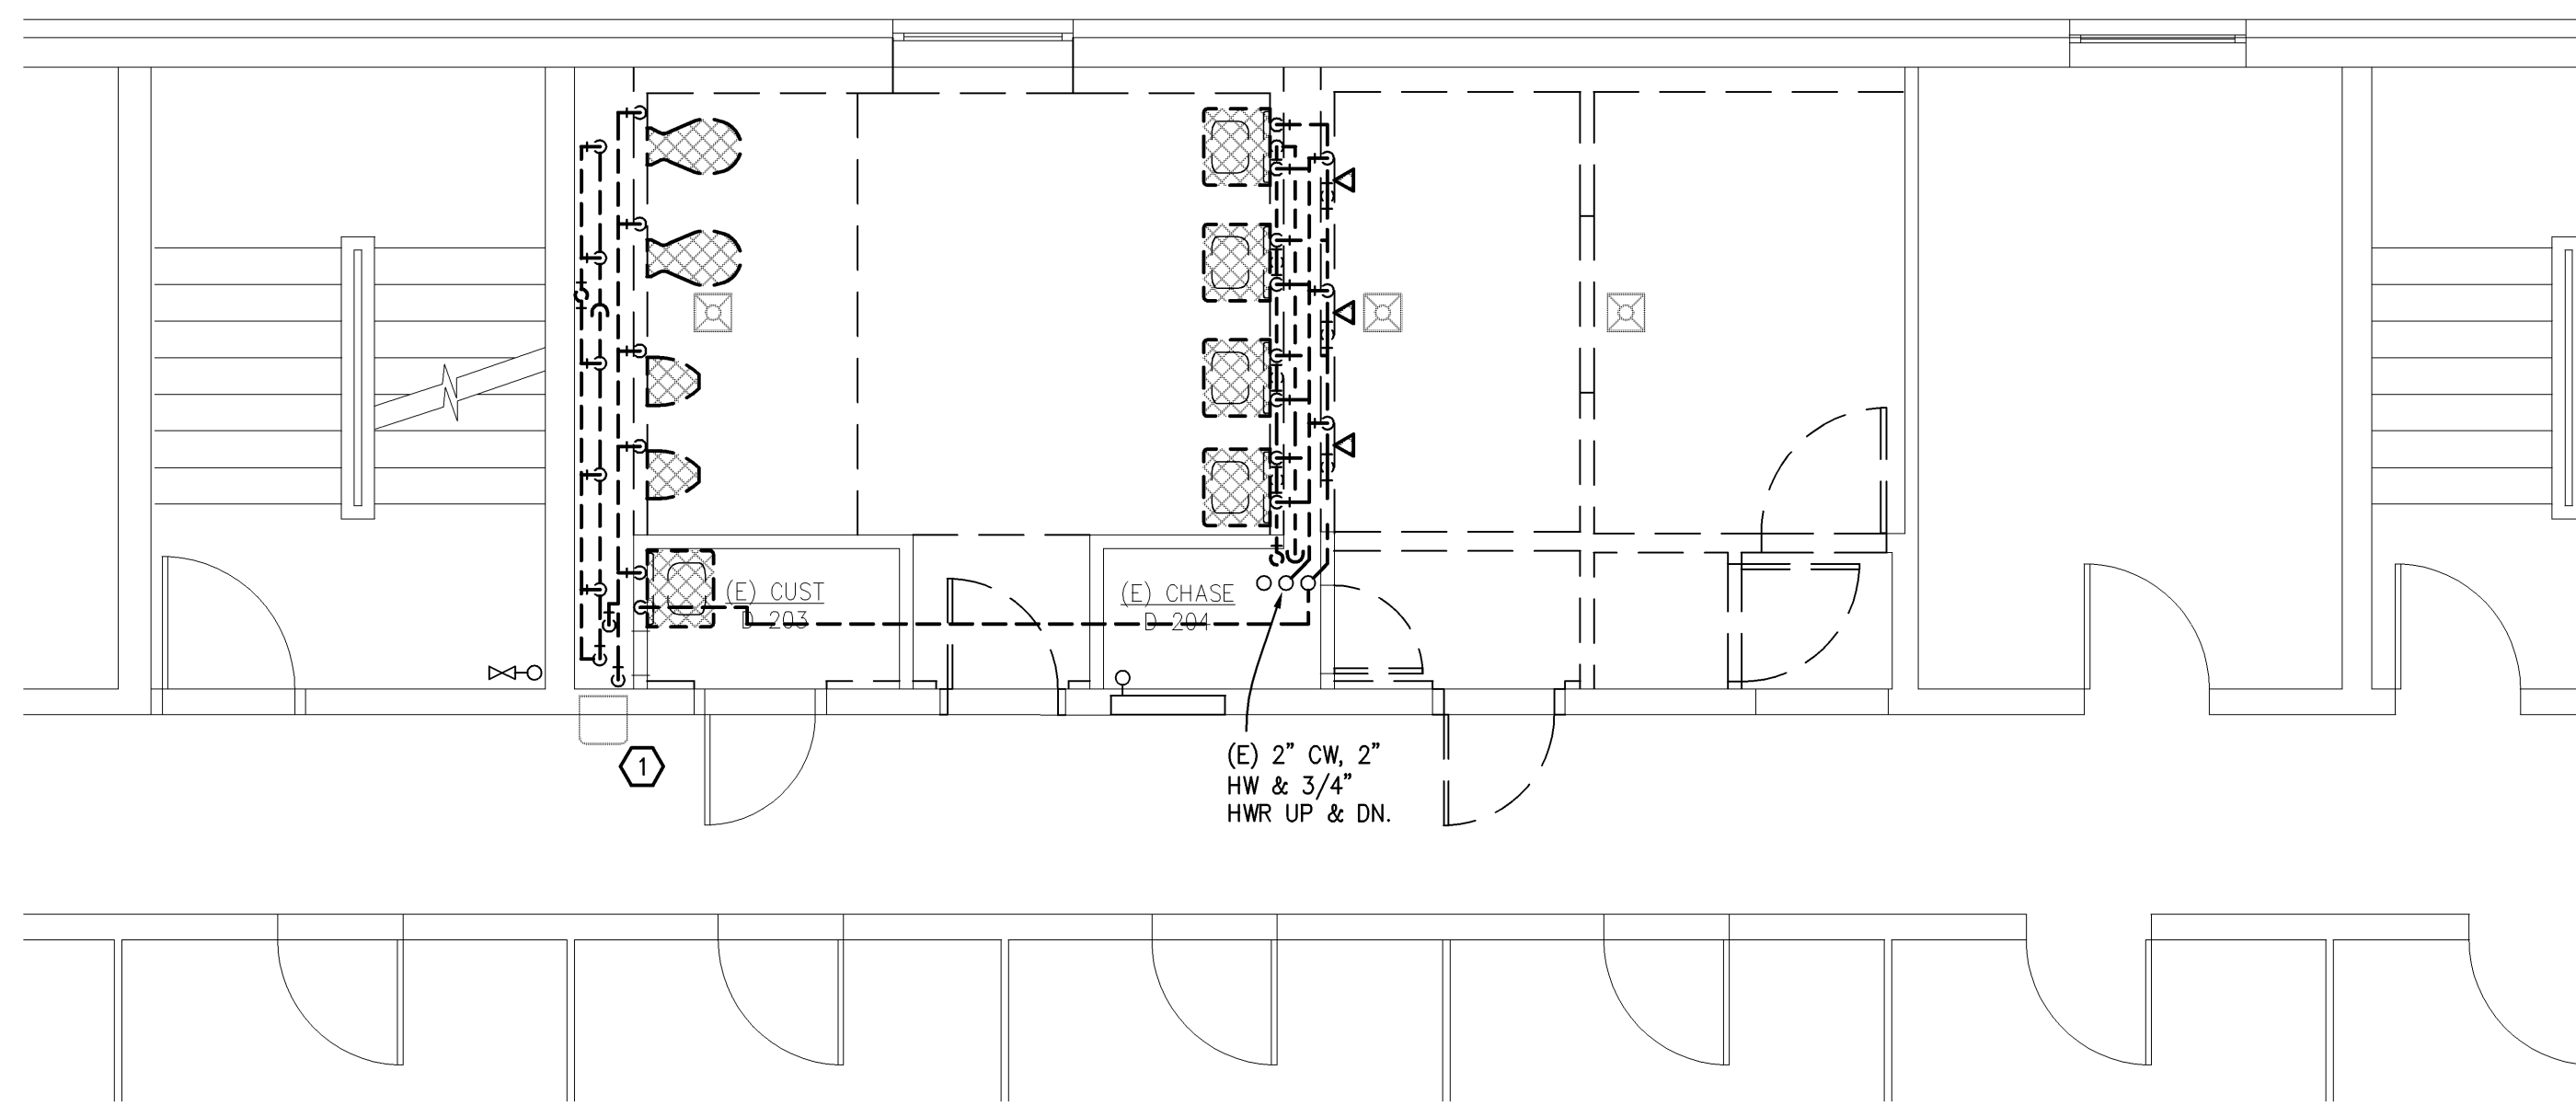 (E) CUST
D 203
(E) CHASE
D 204
(E) 2” CW, 2”
HW & 3/4”
HWR UP & DN.
1